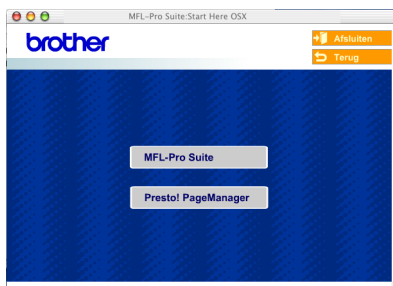 MFL-Pro Suite:Start Here OSX
brother
Afsluiten
Terug
MFL-Pro Suite
Presto! PageManager